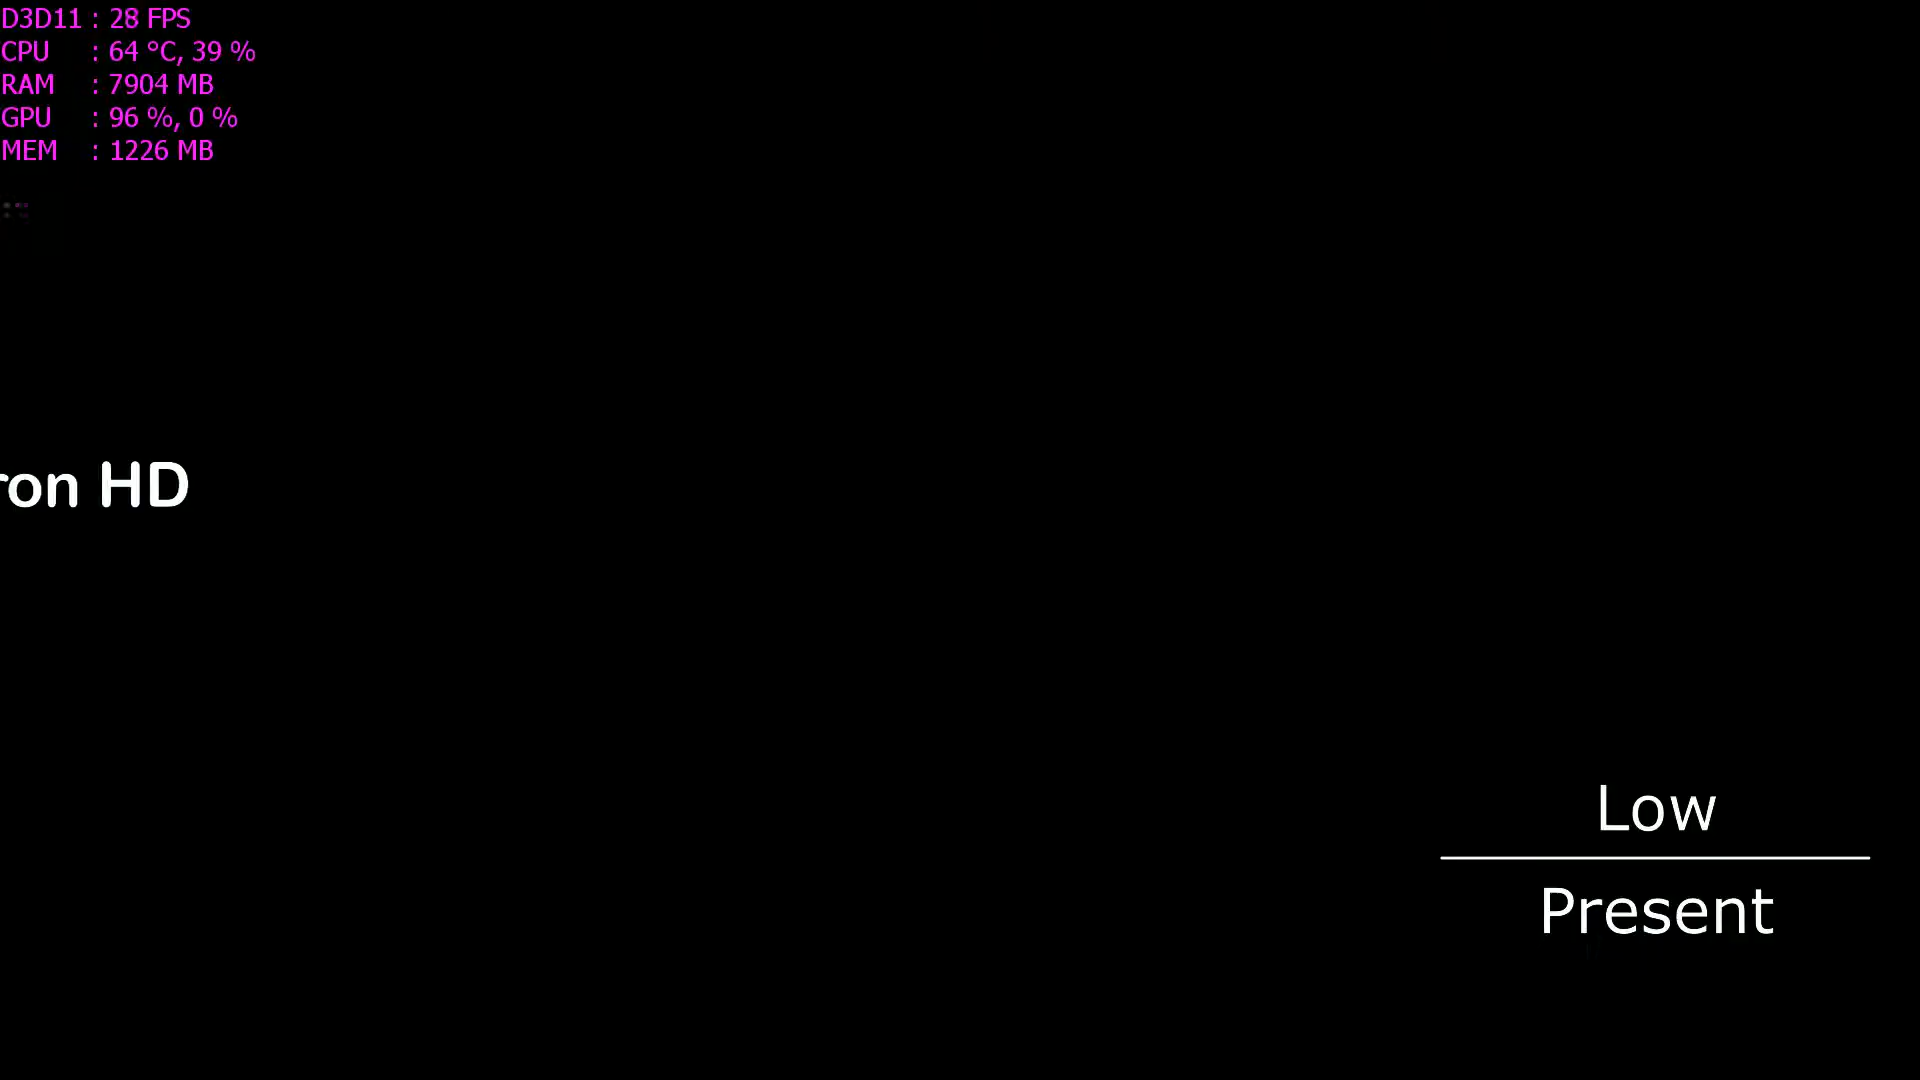 D3D11 : 28 FPS
CPU : 64 °C, 39 %
RAM : 7904 MB
GPU : 96 %, 0 %
MEM : 1226 MB
ron HD
Low
Present